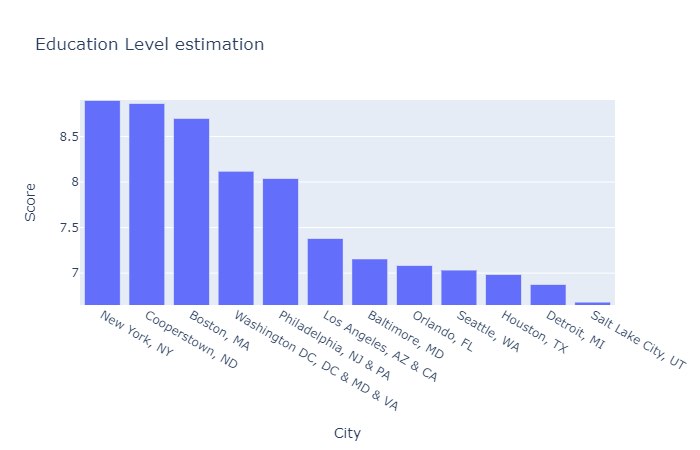 Education Level estimation
Score
8.5
8
7.5
7
New York, NY
Cooperstown, ND
Boston, MA
Washington DC, DC & MD & VA
Philadelphia, NJ & PA
Los Angeles, AZ & CA
Baltimore, MD
Orlando, FL
Seattle, WA
Houston, TX
Detroit, MI
Salt Lake City, UT
City